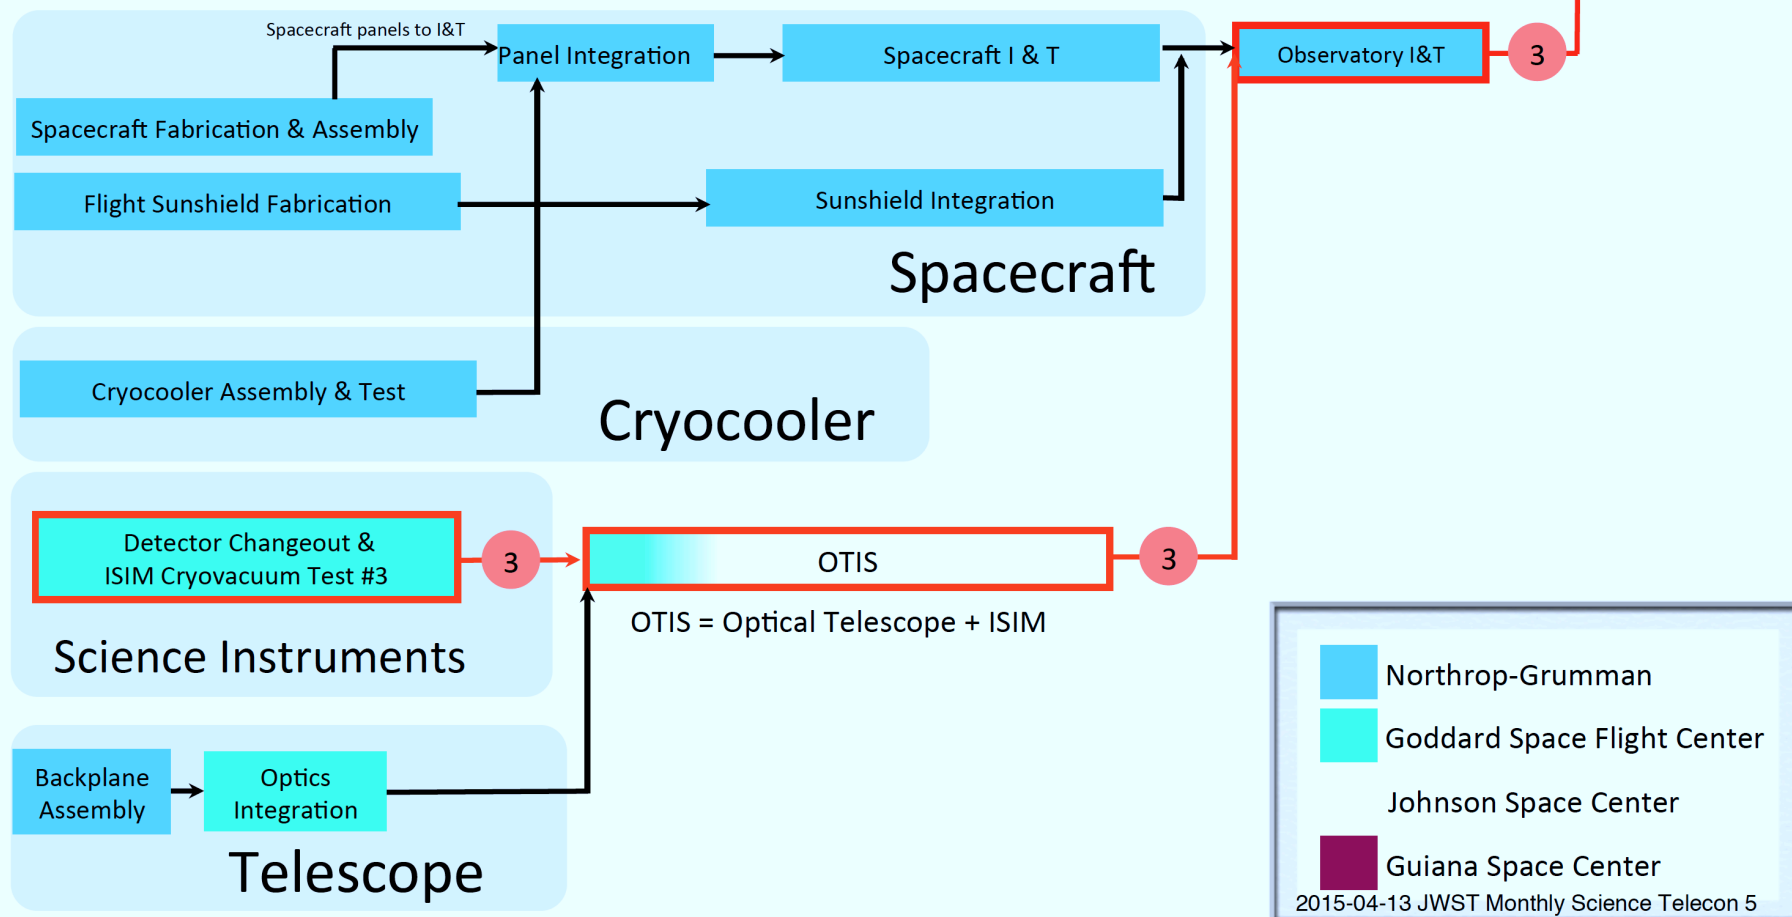 Spacecraft panels to I&T
Panel Integration
Spacecraft I & T
Observatory I&T
3
Spacecraft Fabrication & Assembly
Flight Sunshield Fabrication
Sunshield Integration
Spacecraft
Cryocooler Assembly & Test
Cryocooler
Detector Changeout &
ISIM Cryovacuum Test #3
3
OTIS
3
OTIS = Optical Telescope + ISIM
Science Instruments
Backplane
Assembly
Optics
Integration
Telescope
Northrop-Grumman
Goddard Space Flight Center
Johnson Space Center
Guiana Space Center
2015-04-13 JWST Monthly Science Telecon 5